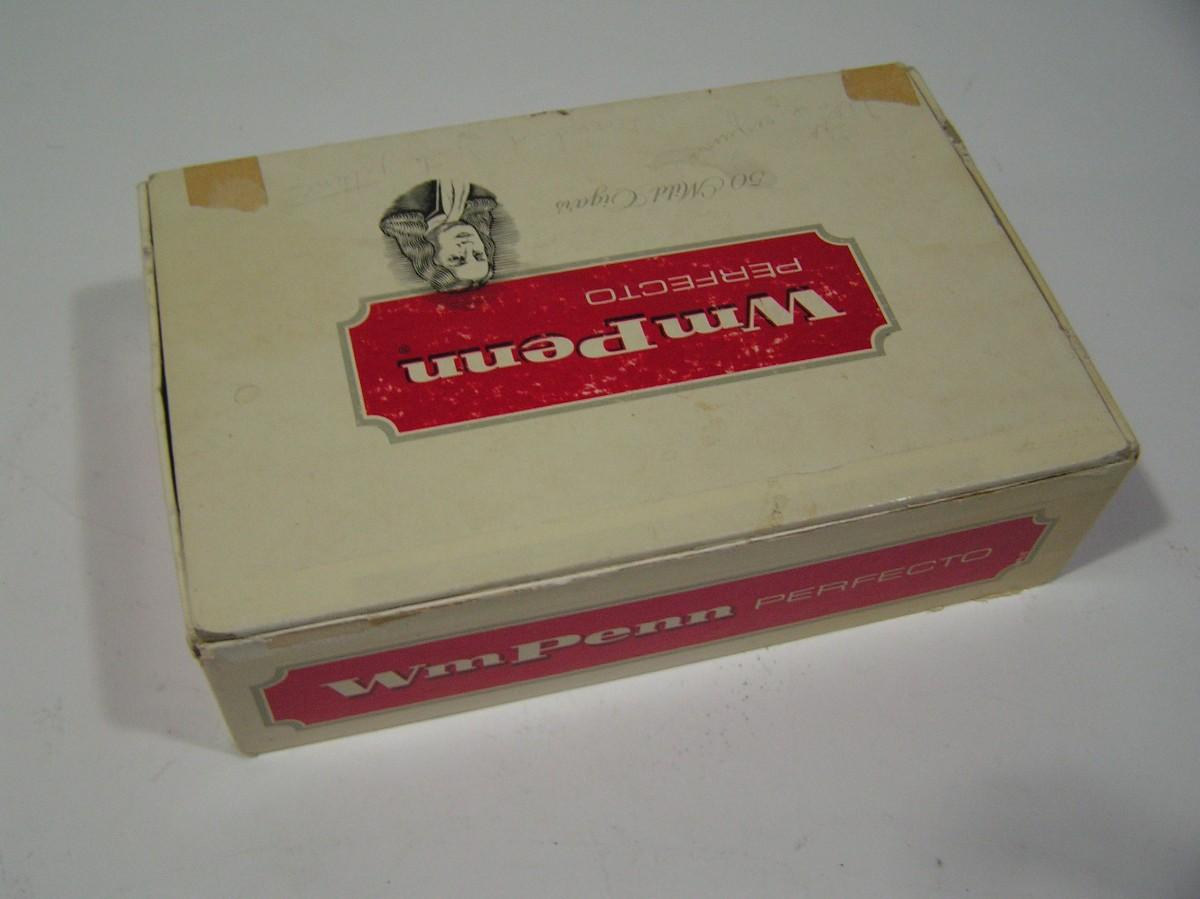 50 Mild Cigars
PERFECTO
WmPenn®
WmPenn PERFECTO